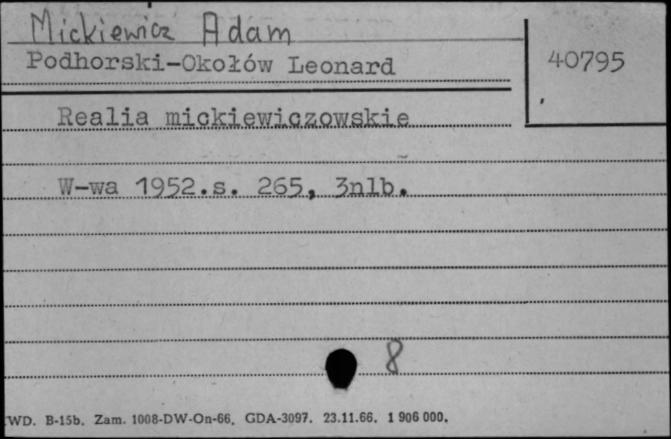 Mickiewicz Adam
Podhorski-Okołów Leonard
40795
Realia mickiewiczowskie
W-wa 1952.s. 265, 3nlb.
8
WD. B-15b. Zam. 1008-DW-On-66. GDA-3097. 23.11.66. 1 906 000.